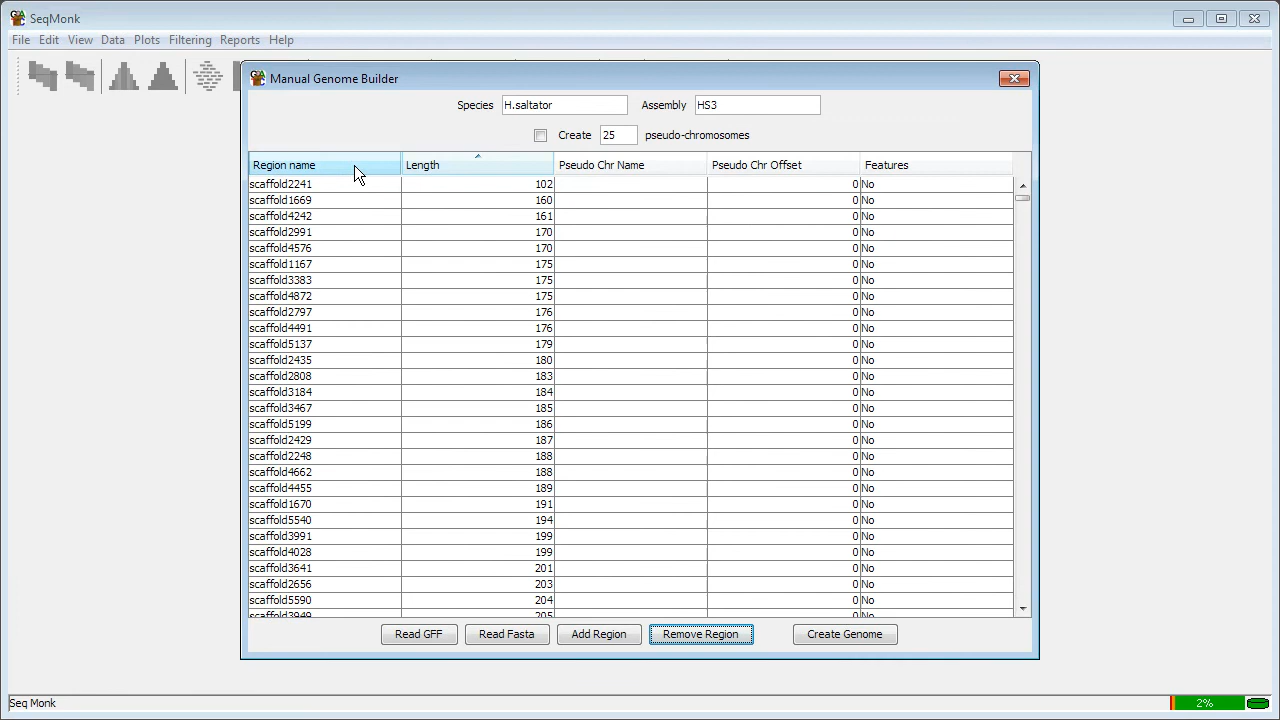 SeqMonk
File Edit View Data Plots Filtering Reports Help
Manual Genome Builder
Species H.saltator Assembly HS3
Create 25 pseudo-chromosomes
Region name Length Pseudo Chr Name Pseudo Chr Offset Features
scaffold2241 102 0 No
scaffold1669 160 0 No
scaffold4242 161 0 No
scaffold2991 170 0 No
scaffold4576 170 0 No
scaffold1167 175 0 No
scaffold3383 175 0 No
scaffold4872 175 0 No
scaffold2797 176 0 No
scaffold4491 176 0 No
scaffold5137 179 0 No
scaffold2435 180 0 No
scaffold2808 183 0 No
scaffold3184 184 0 No
scaffold3467 185 0 No
scaffold5199 186 0 No
scaffold2429 187 0 No
scaffold2248 188 0 No
scaffold4662 188 0 No
scaffold4455 189 0 No
scaffold1670 191 0 No
scaffold5540 194 0 No
scaffold3991 199 0 No
scaffold4028 199 0 No
scaffold3641 201 0 No
scaffold2656 203 0 No
scaffold5590 204 0 No
scaffold3949 205 0 No
Read GFF Read Fasta Add Region Remove Region Create Genome
Seq Monk 2%